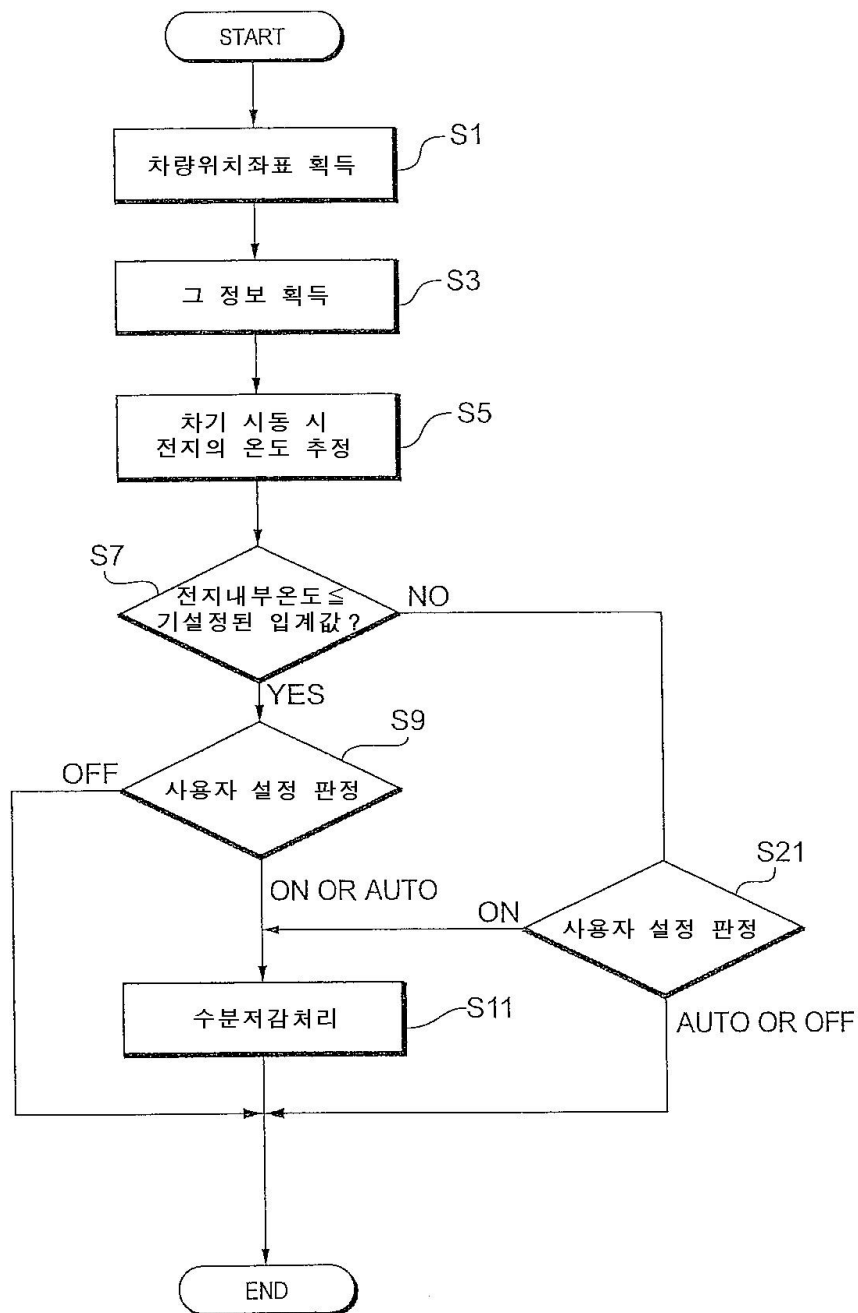 START
차량위치좌표 획득
S1
그 정보 획득
S3
차기 시동 시
전지의 온도 추정
S5
S7
전지내부온도≦
기설정된 입계값?
NO
YES
S9
OFF
사용자 설정 판정
S21
ON OR AUTO
ON
사용자 설정 판정
수분저감처리
S11
AUTO OR OFF
END